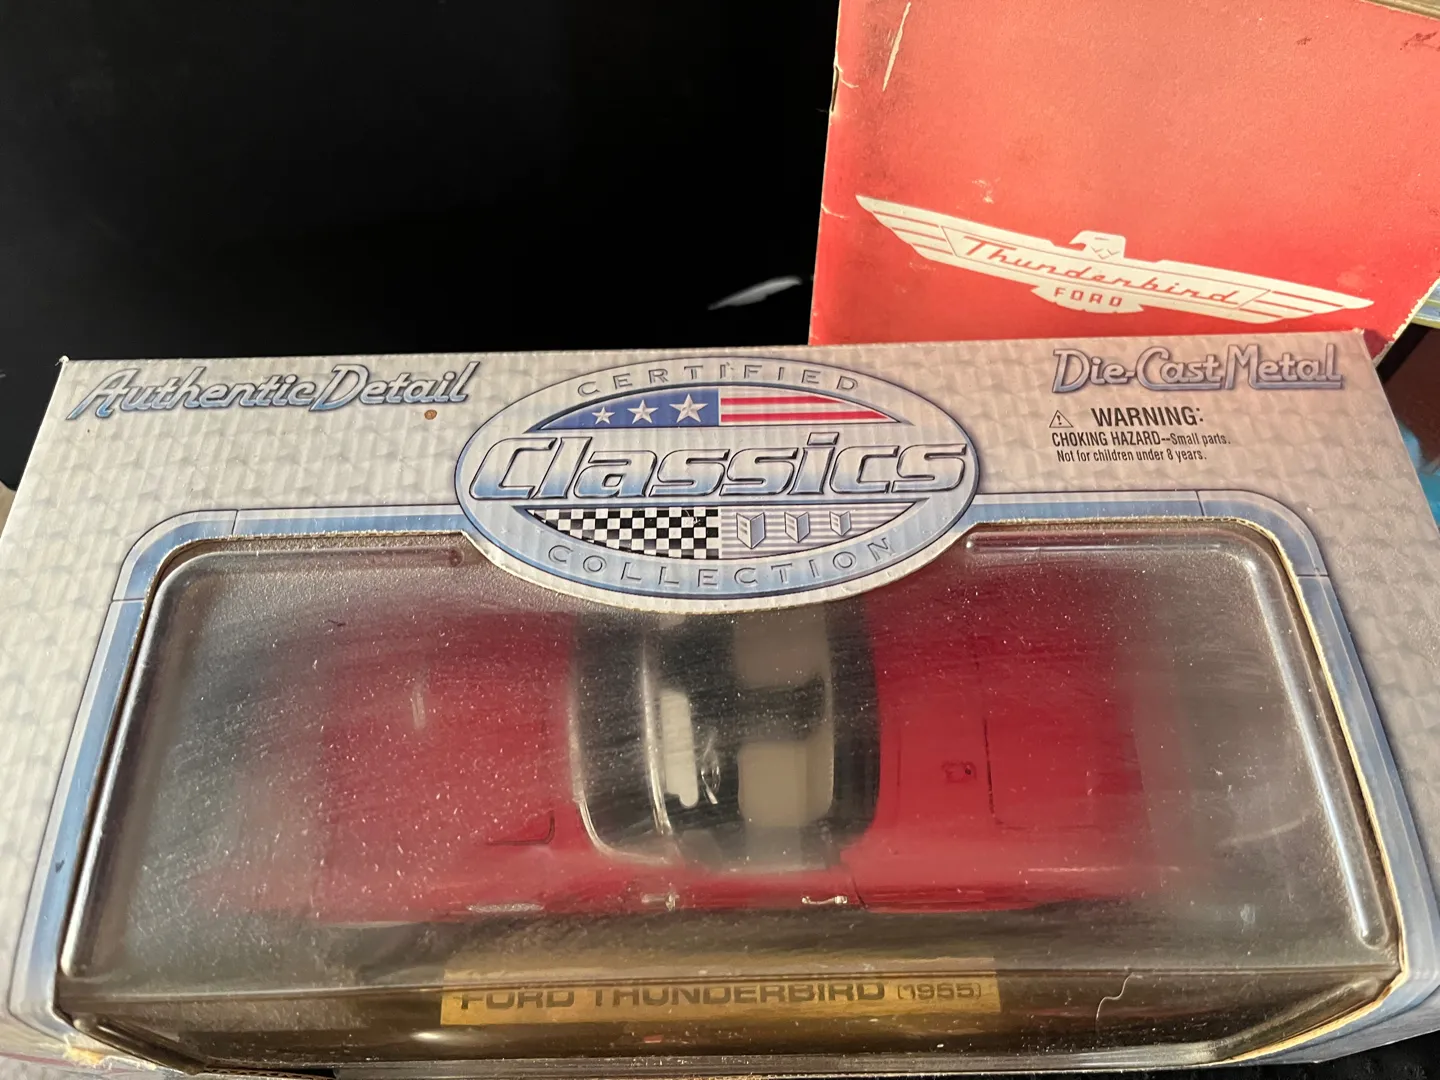 Thunderbird
FORD
Authentic Detail
CERTIFIED
Classics
COLLECTION
Die-Cast Metal
WARNING:
CHOKING HAZARD--Small parts.
Not for children under 8 years.
FORD THUNDERBIRD (1955)